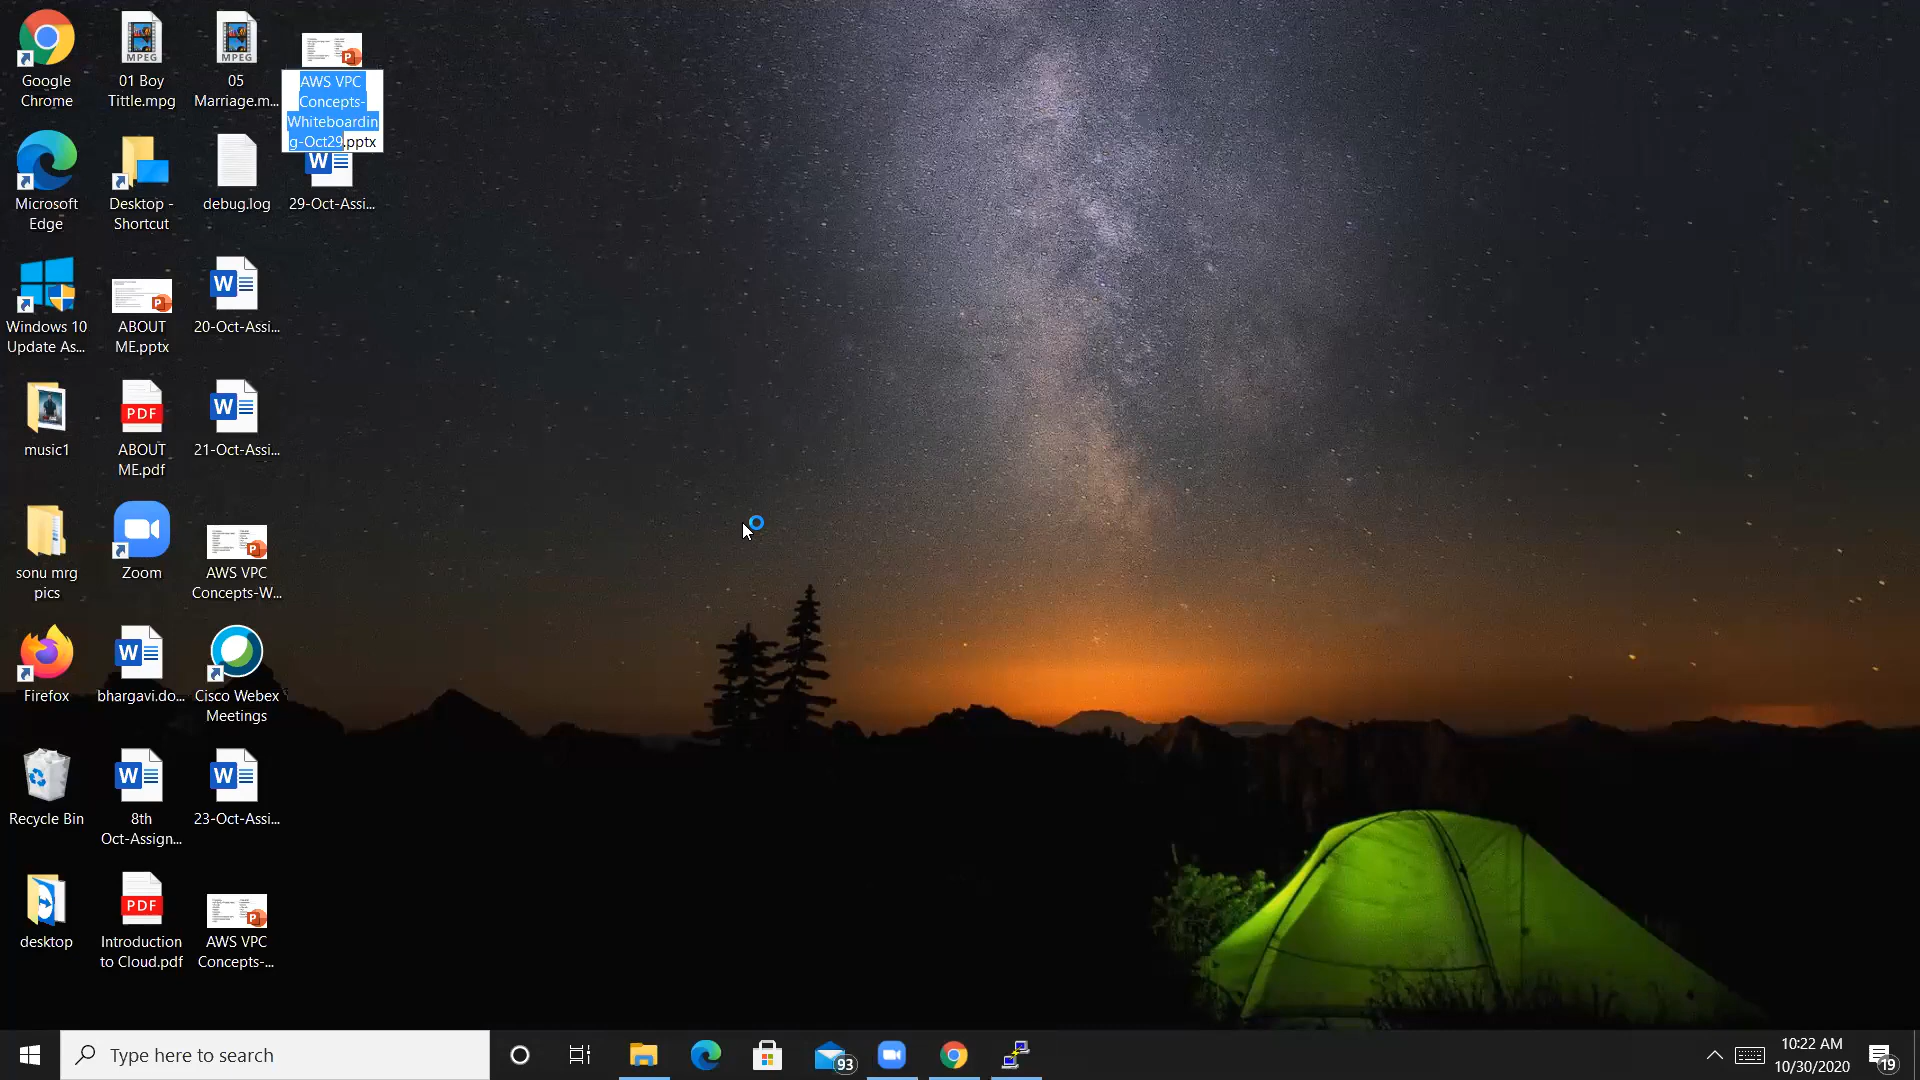 Google
Chrome
01 Boy
Tittle.mpg
05
Marriage.m...
AWS VPC
Concepts-
Whiteboardin
g-Oct29.pptx
MPEG
MPEG
Microsoft
Edge
Desktop -
Shortcut
debug.log
29-Oct-Assi...
Windows 10
Update As...
ABOUT
ME.pptx
20-Oct-Assi...
music1
PDF
ABOUT
ME.pdf
21-Oct-Assi...
sonu mrg
pics
Zoom
AWS VPC
Concepts-W...
Firefox
bhargavi.do...
Cisco Webex
Meetings
Recycle Bin
8th
Oct-Assign...
23-Oct-Assi...
desktop
PDF
Introduction
to Cloud.pdf
AWS VPC
Concepts-...
Type here to search
93
10:22 AM
10/30/2020
19